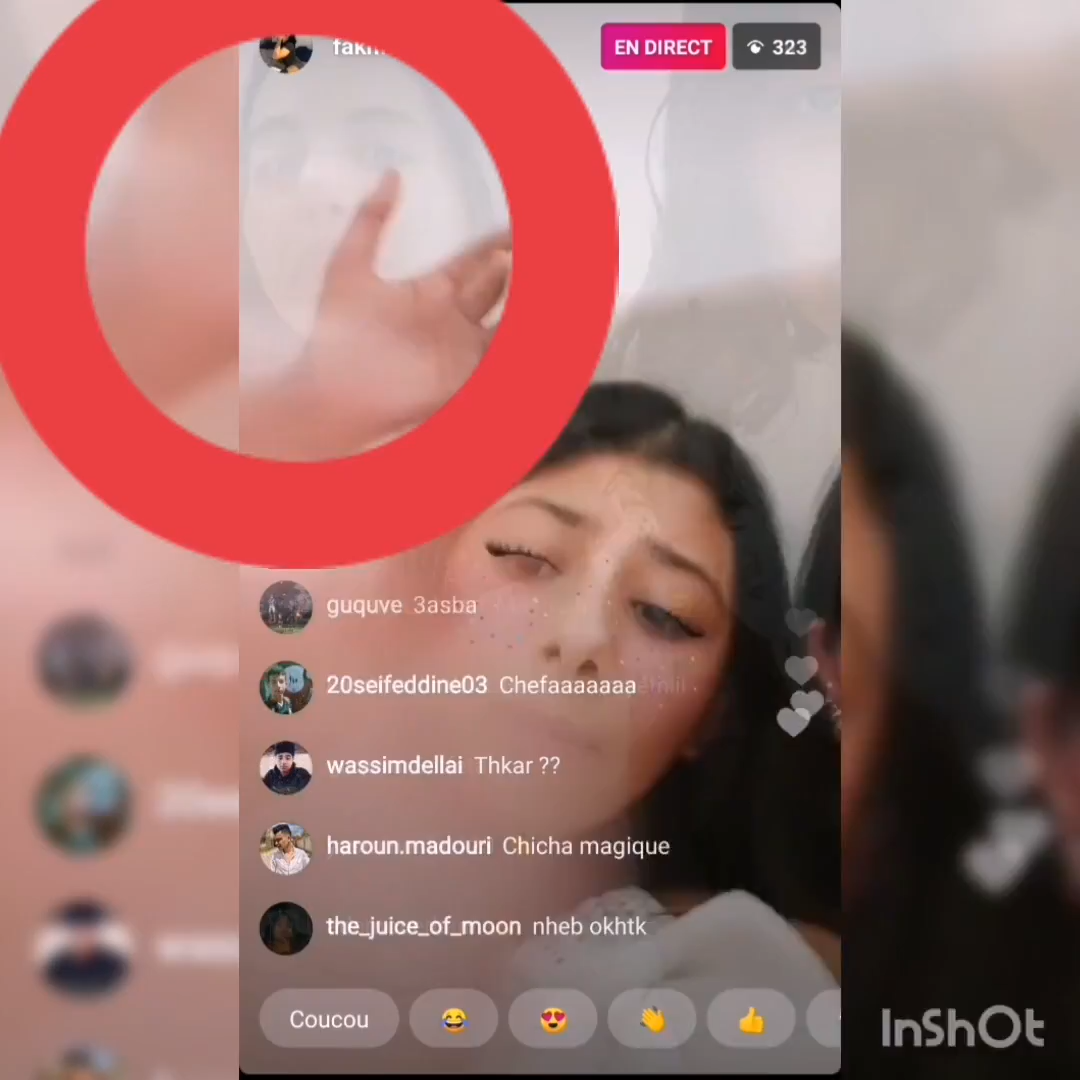 EN DIRECT 323
guquve 3asba
20seifeddine03 Chefaaaaaaa
wassimdellai Thkar ??
haroun.madouri Chicha magique
the_juice_of_moon nheb okhtk
Coucou
InShOt